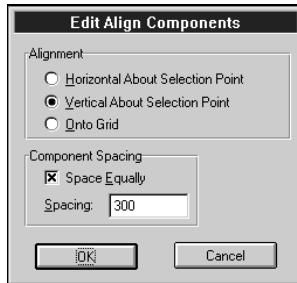 Edit Align Components
Alignment
Horizontal About Selection Point
Vertical About Selection Point
Onto Grid
Component Spacing
Space Equally
Spacing: 300
OK Cancel